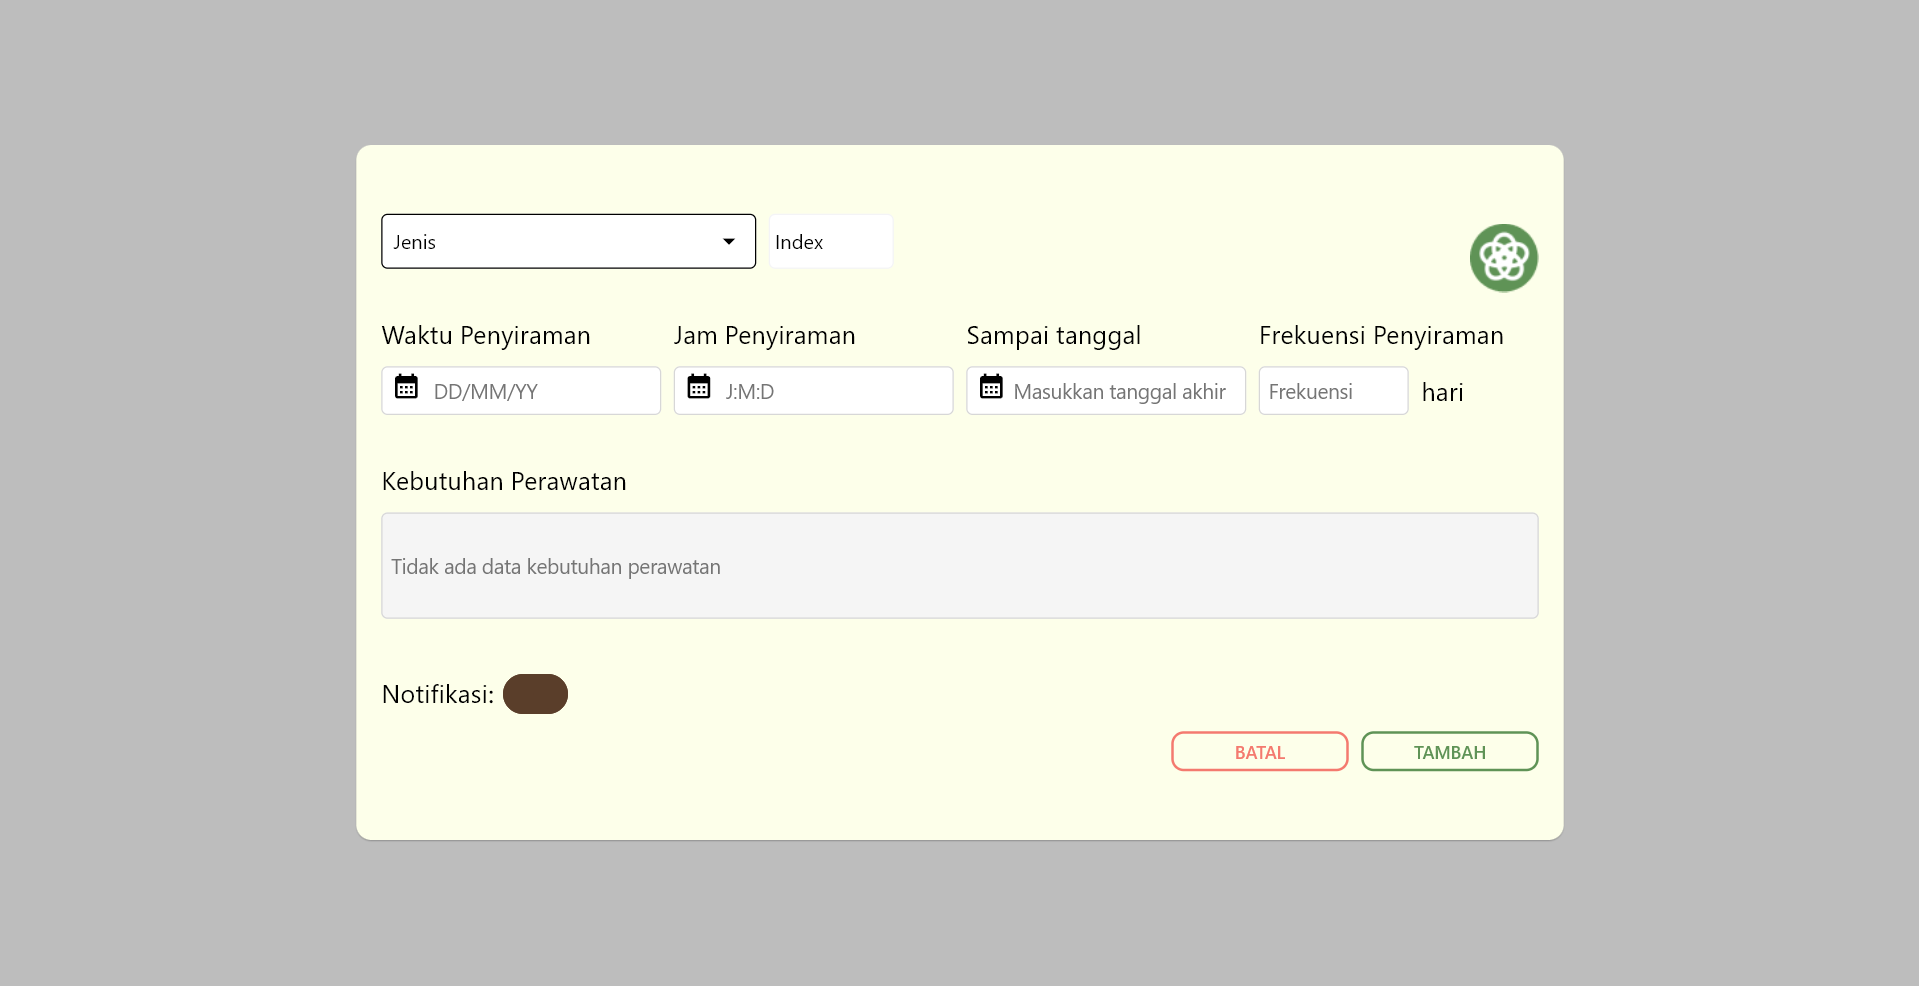 Jenis
Index
Waktu Penyiraman
Jam Penyiraman
Sampai tanggal
Frekuensi Penyiraman
DD/MM/YY
J:M:D
Masukkan tanggal akhir
Frekuensi
hari
Kebutuhan Perawatan
Tidak ada data kebutuhan perawatan
Notifikasi:
BATAL
TAMBAH